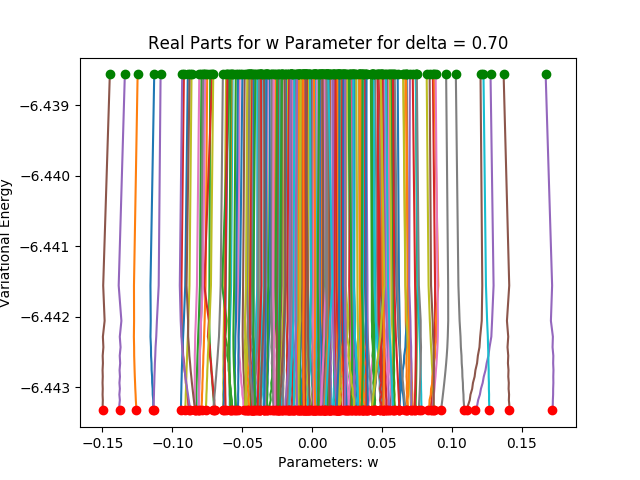 Real Parts for w Parameter for delta = 0.70
Variational Energy
−6.439
−6.440
−6.441
−6.442
−6.443
−0.15 −0.10 −0.05 0.00 0.05 0.10 0.15
Parameters: w